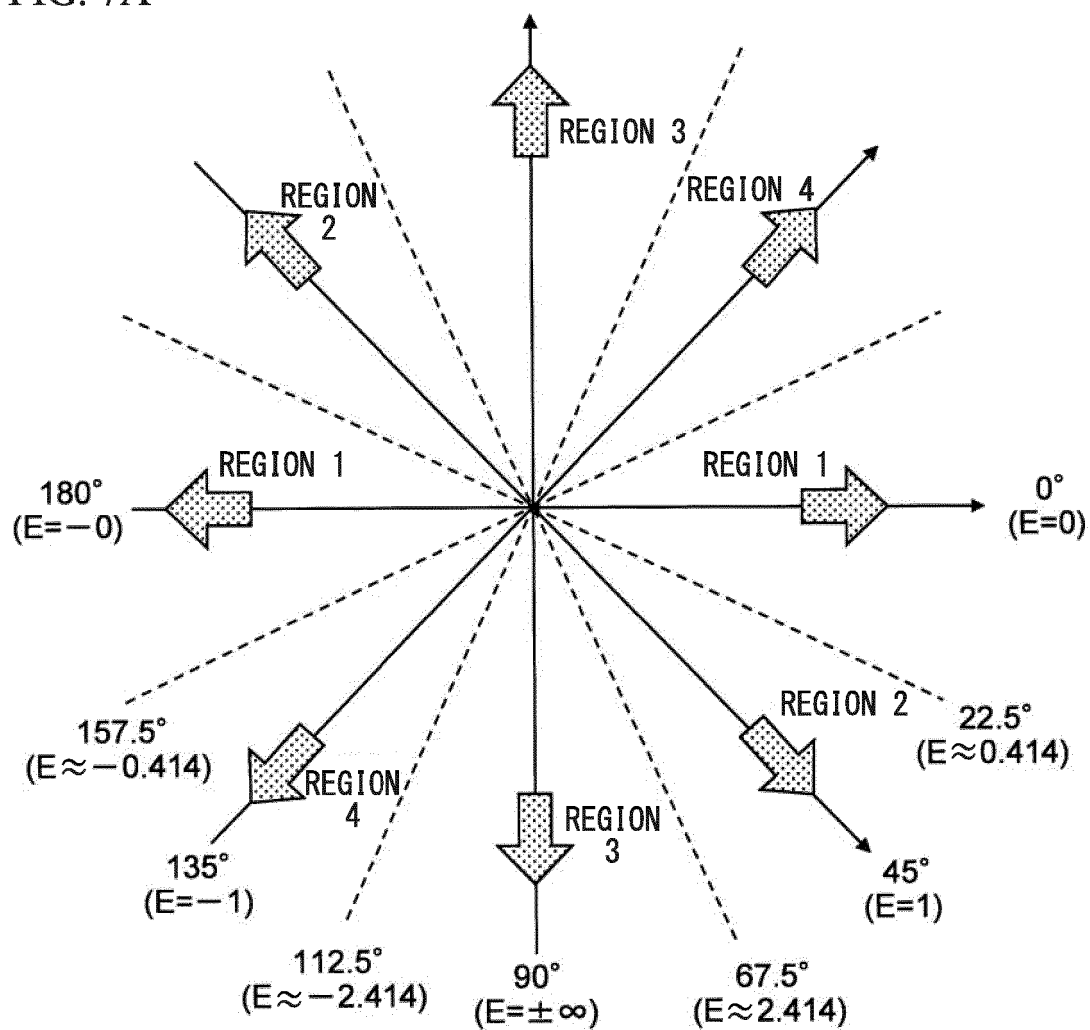 FIG. 7A
REGION 3
REGION 4
REGION
2
REGION 1
REGION 1
180°
(E=−0)
0°
(E=0)
REGION 2
157.5°
(E≈−0.414)
22.5°
(E≈0.414)
REGION
4
REGION
3
135°
(E=−1)
45°
(E=1)
112.5°
(E≈−2.414)
90°
(E=±∞)
67.5°
(E≈2.414)